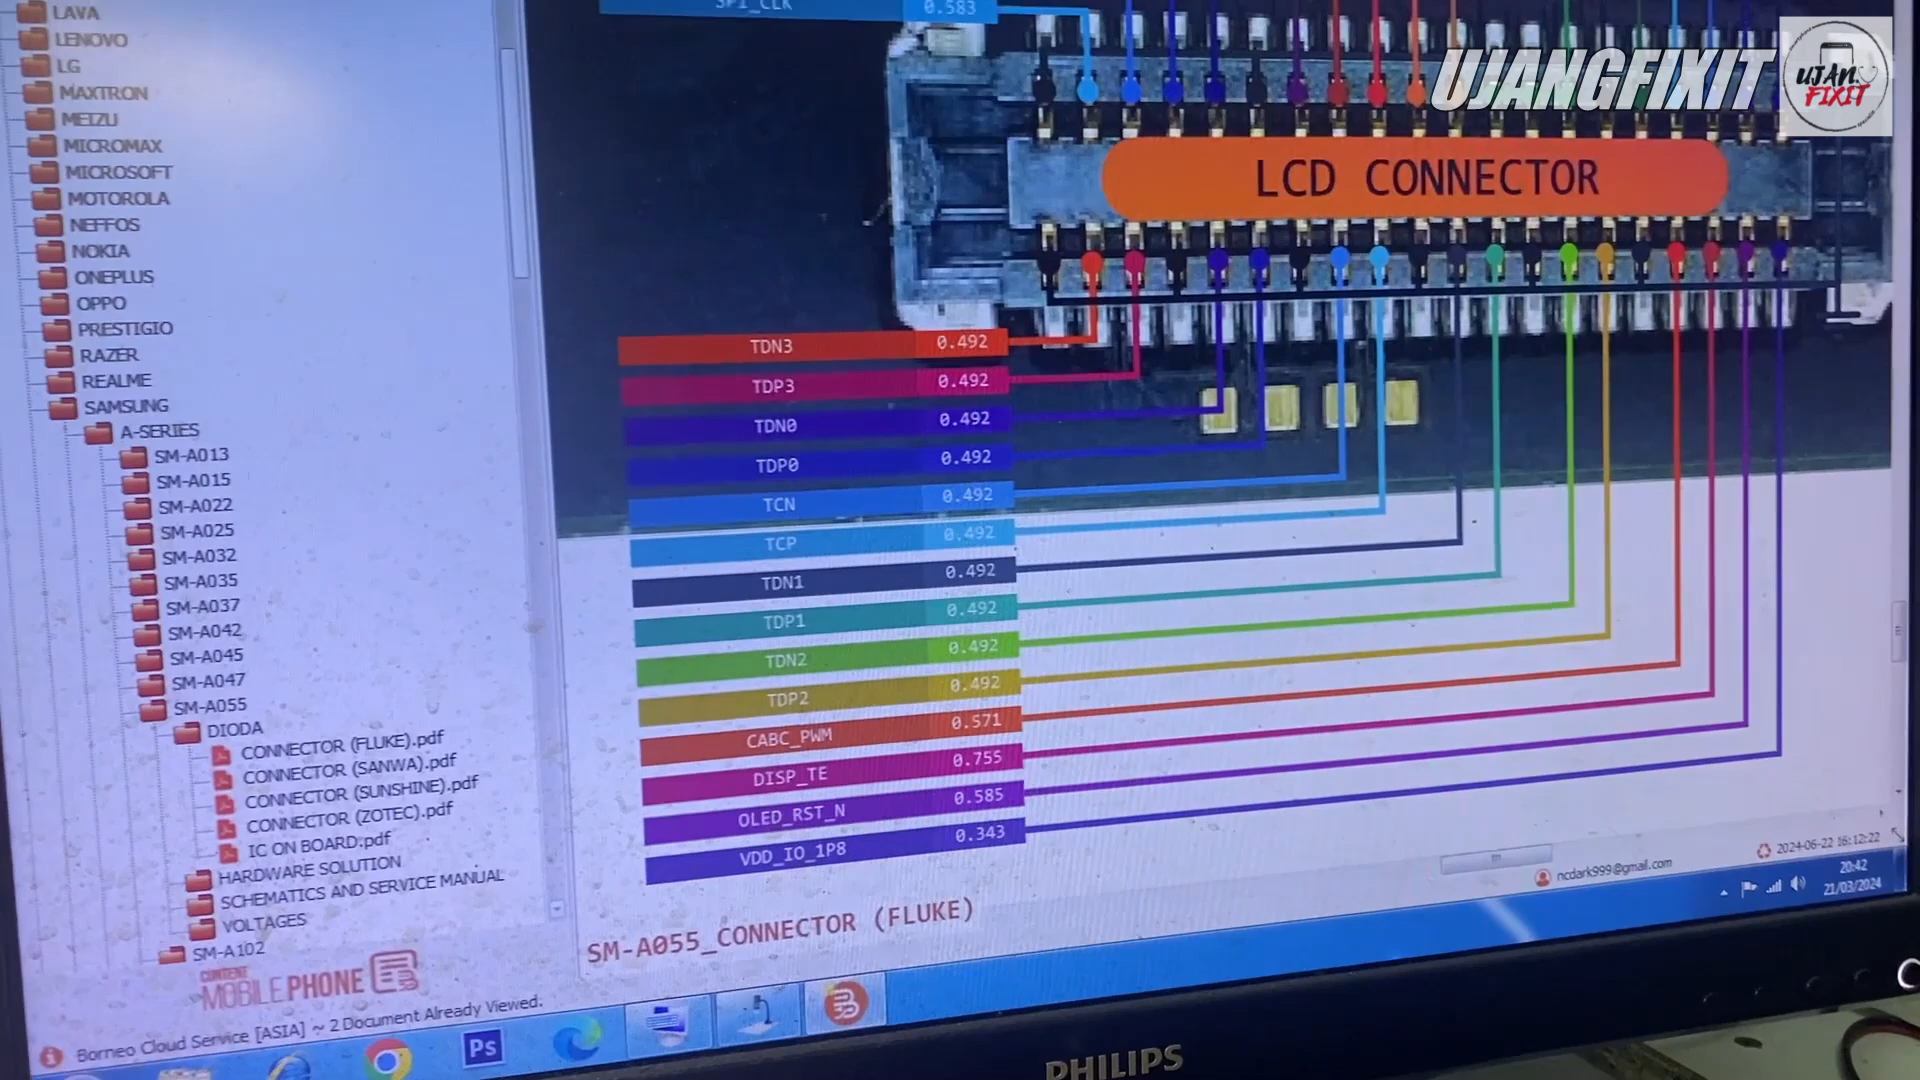 LAVA
LENOVO
LG
MAXTRON
MEIZU
MICROMAX
MICROSOFT
MOTOROLA
NEFFOS
NOKIA
ONEPLUS
OPPO
PRESTIGIO
RAZER
REALME
SAMSUNG
A-SERIES
SM-A013
SM-A015
SM-A022
SM-A025
SM-A032
SM-A035
SM-A037
SM-A042
SM-A045
SM-A047
SM-A055
DIODA
CONNECTOR (FLUKE).pdf
CONNECTOR (SANWA).pdf
CONNECTOR (SUNSHINE).pdf
CONNECTOR (ZOTEC).pdf
IC ON BOARD.pdf
HARDWARE SOLUTION
SCHEMATICS AND SERVICE MANUAL
VOLTAGES
SM-A102
CONTENT
MOBILEPHONE
Borneo Cloud Service [ASIA] ~ 2 Document Already Viewed.
SPI_CLK 0.583
UJANGFIXIT
UJANG
FIXIT
LCD CONNECTOR
TDN3 0.492
TDP3 0.492
TDN0 0.492
TDP0 0.492
TCN 0.492
TCP 0.492
TDN1 0.492
TDP1 0.492
TDN2 0.492
TDP2 0.492
CABC_PWM 0.571
DISP_TE 0.755
OLED_RST_N 0.585
VDD_IO_1P8 0.343
SM-A055_CONNECTOR (FLUKE)
ncdark999@gmail.com
2024-06-22 16:12:22
20:42
21/03/2024
Ps
PHILIPS